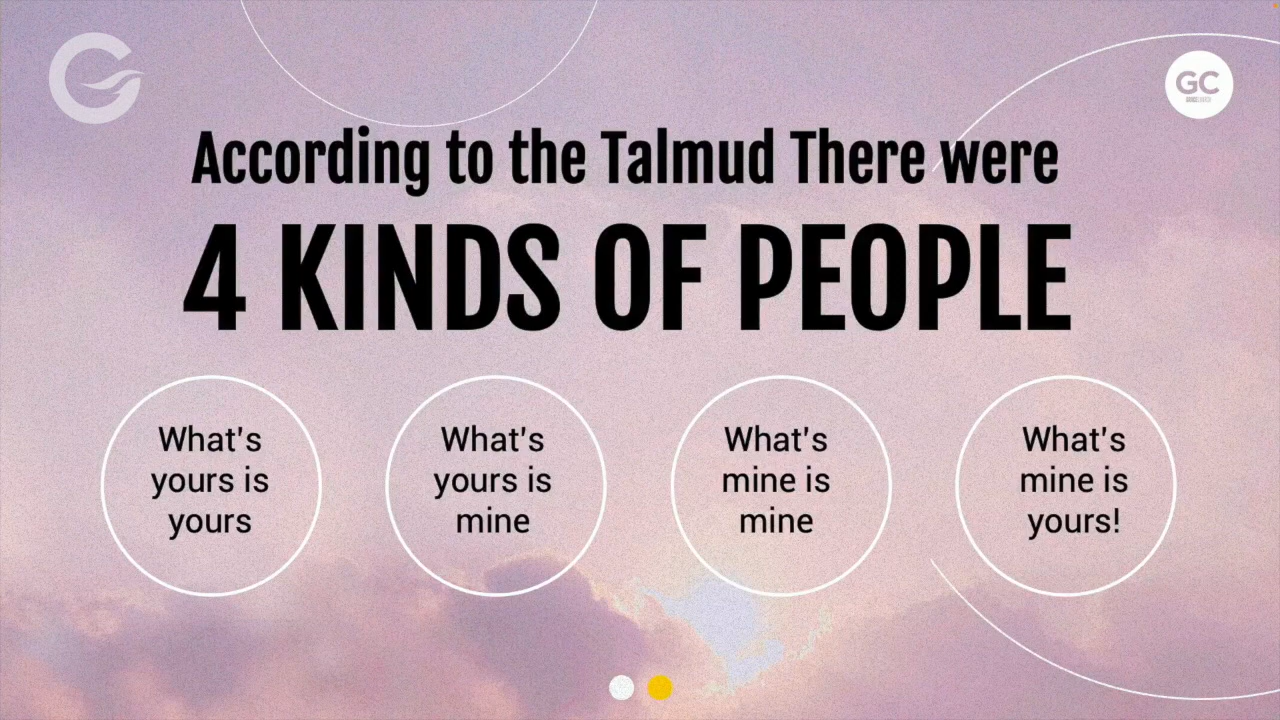 GC
According to the Talmud There were
4 KINDS OF PEOPLE
What's
yours is
yours
What's
yours is
mine
What's
mine is
mine
What's
mine is
yours!